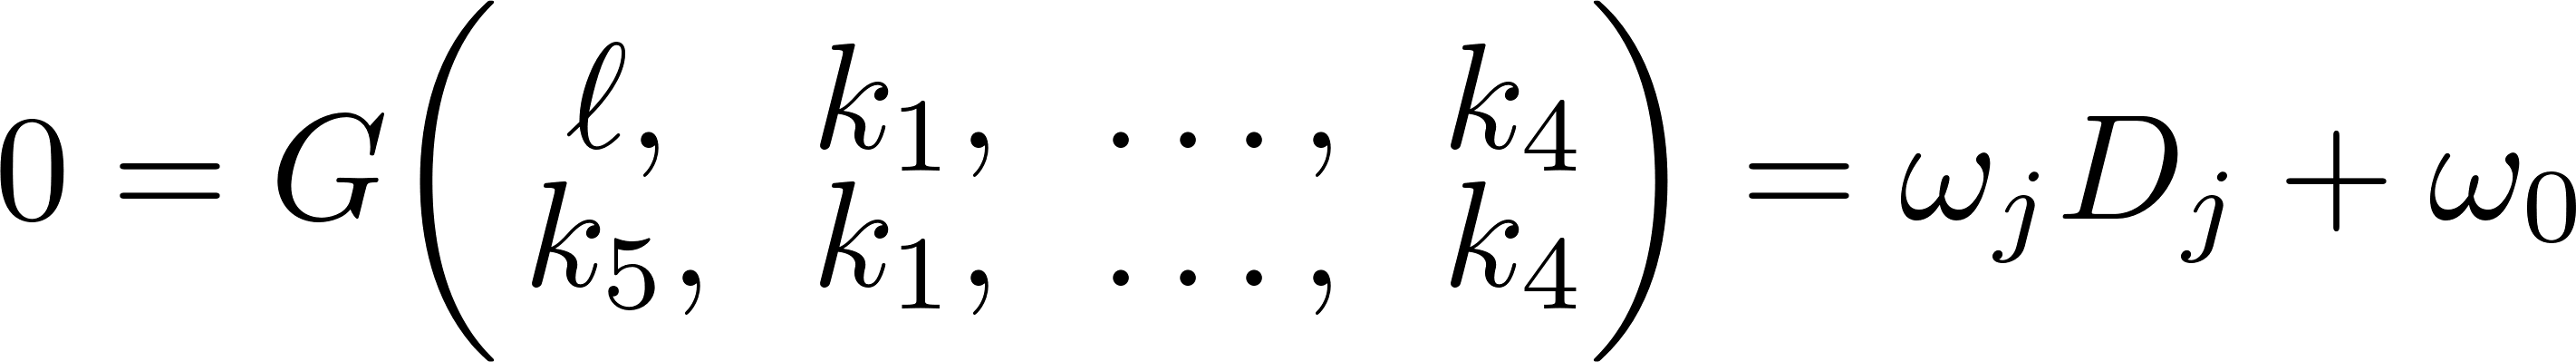 0 = G\begin{pmatrix} \ell, & k_1, & \ldots, & k_4 \\ k_5, & k_1, & \ldots, & k_4 \end{pmatrix} = \omega_j D_j + \omega_0